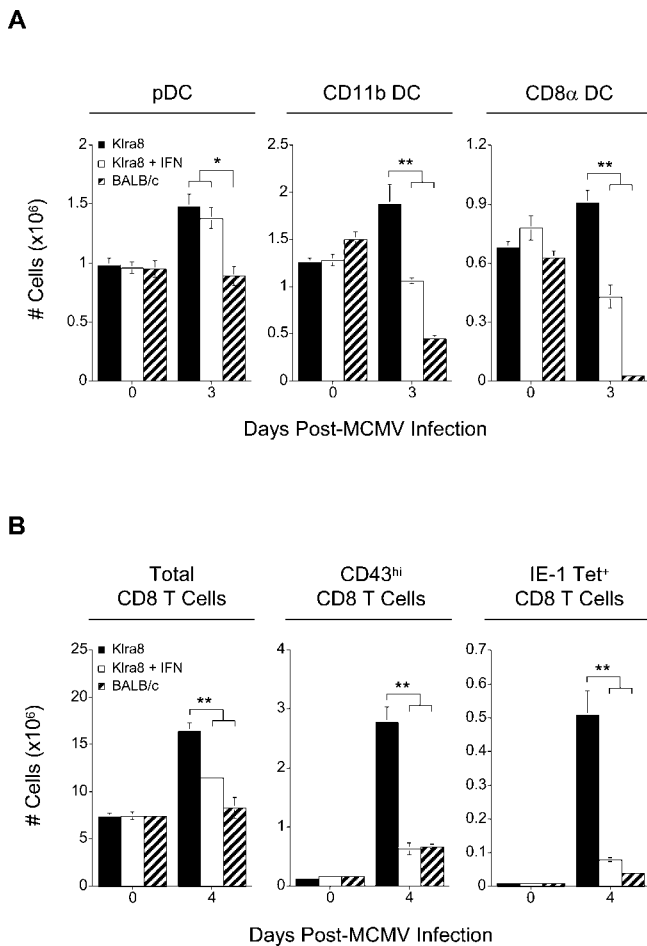 A
pDC
CD11b DC
CD8α DC
# Cells (x10⁶)
2
1.5
1
0.5
0
Klra8
Klra8 + IFN
BALB/c
*
0
3
2.5
2
1.5
1
0.5
0
**
0
3
1.2
0.9
0.6
0.3
0
**
0
3
Days Post-MCMV Infection
B
Total
CD8 T Cells
CD43ʰⁱ
CD8 T Cells
IE-1 Tet⁺
CD8 T Cells
# Cells (x10⁶)
25
20
15
10
5
0
Klra8
Klra8 + IFN
BALB/c
**
0
4
4
3
2
1
0
**
0
4
0.7
0.6
0.5
0.4
0.3
0.2
0.1
0
**
0
4
Days Post-MCMV Infection